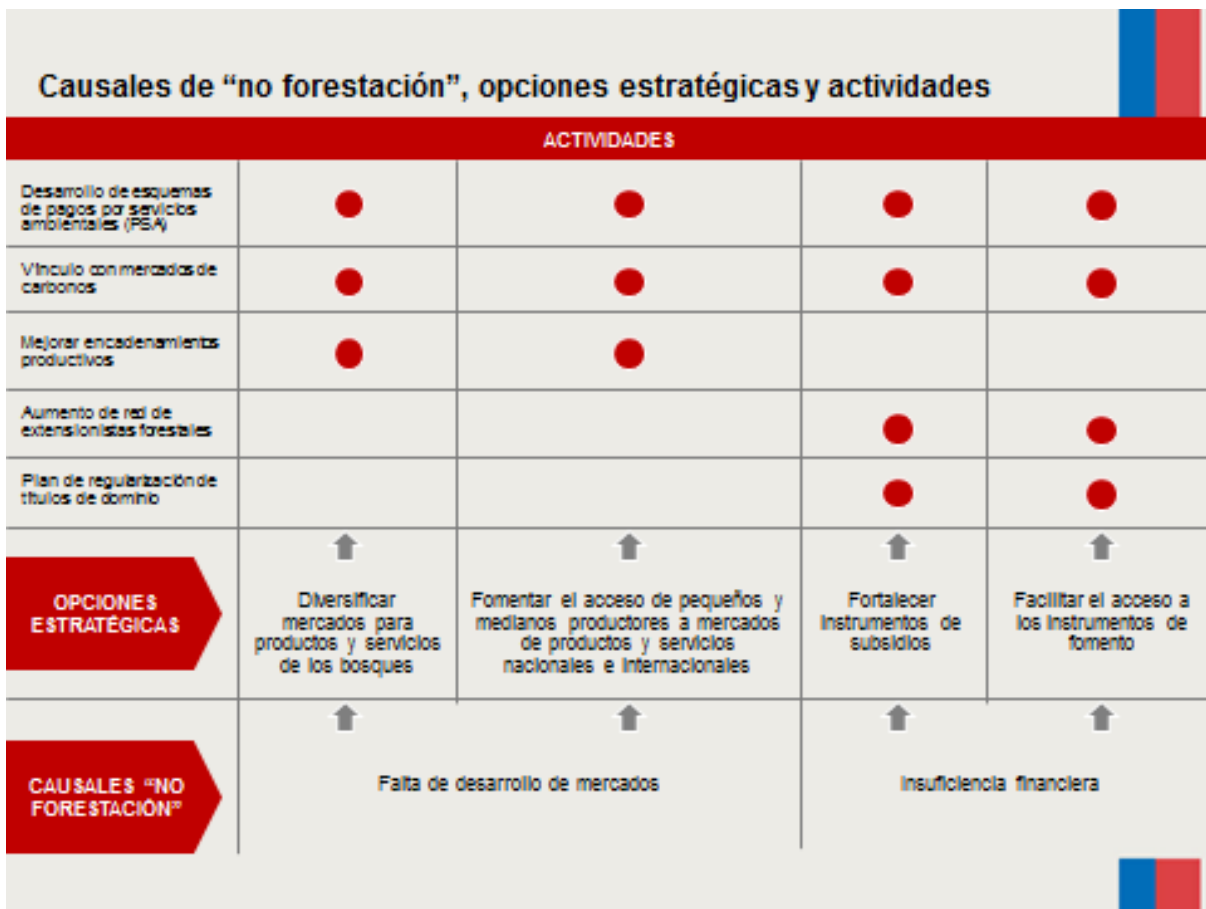 Causales de “no forestación”, opciones estratégicas y actividades
ACTIVIDADES
Desarrollo de esquemas
de pagos por servicios
ambientales (PSA)
Vínculo con mercados de
carbonos
Mejorar encadenamientos
productivos
Aumento de red de
extensionistas forestales
Plan de regularización de
títulos de dominio
OPCIONES
ESTRATÉGICAS
Diversificar
mercados para
productos y servicios
de los bosques
Fomentar el acceso de pequeños y
medianos productores a mercados
de productos y servicios
nacionales e internacionales
Fortalecer
instrumentos de
subsidios
Facilitar el acceso a
los instrumentos de
fomento
CAUSALES “NO
FORESTACIÓN”
Falta de desarrollo de mercados
Insuficiencia financiera